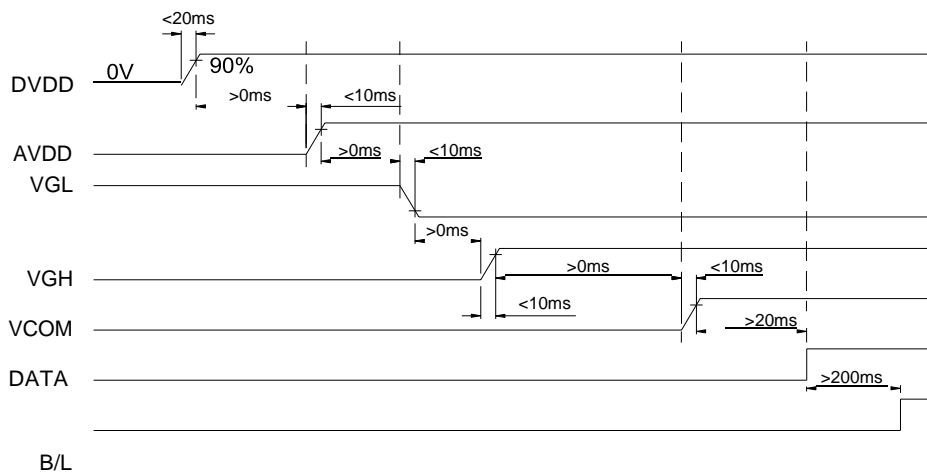 <20ms
0V
90%
DVDD
>0ms
<10ms
AVDD
>0ms
<10ms
VGL
>0ms
VGH
>0ms
<10ms
<10ms
VCOM
>20ms
DATA
>200ms
B/L